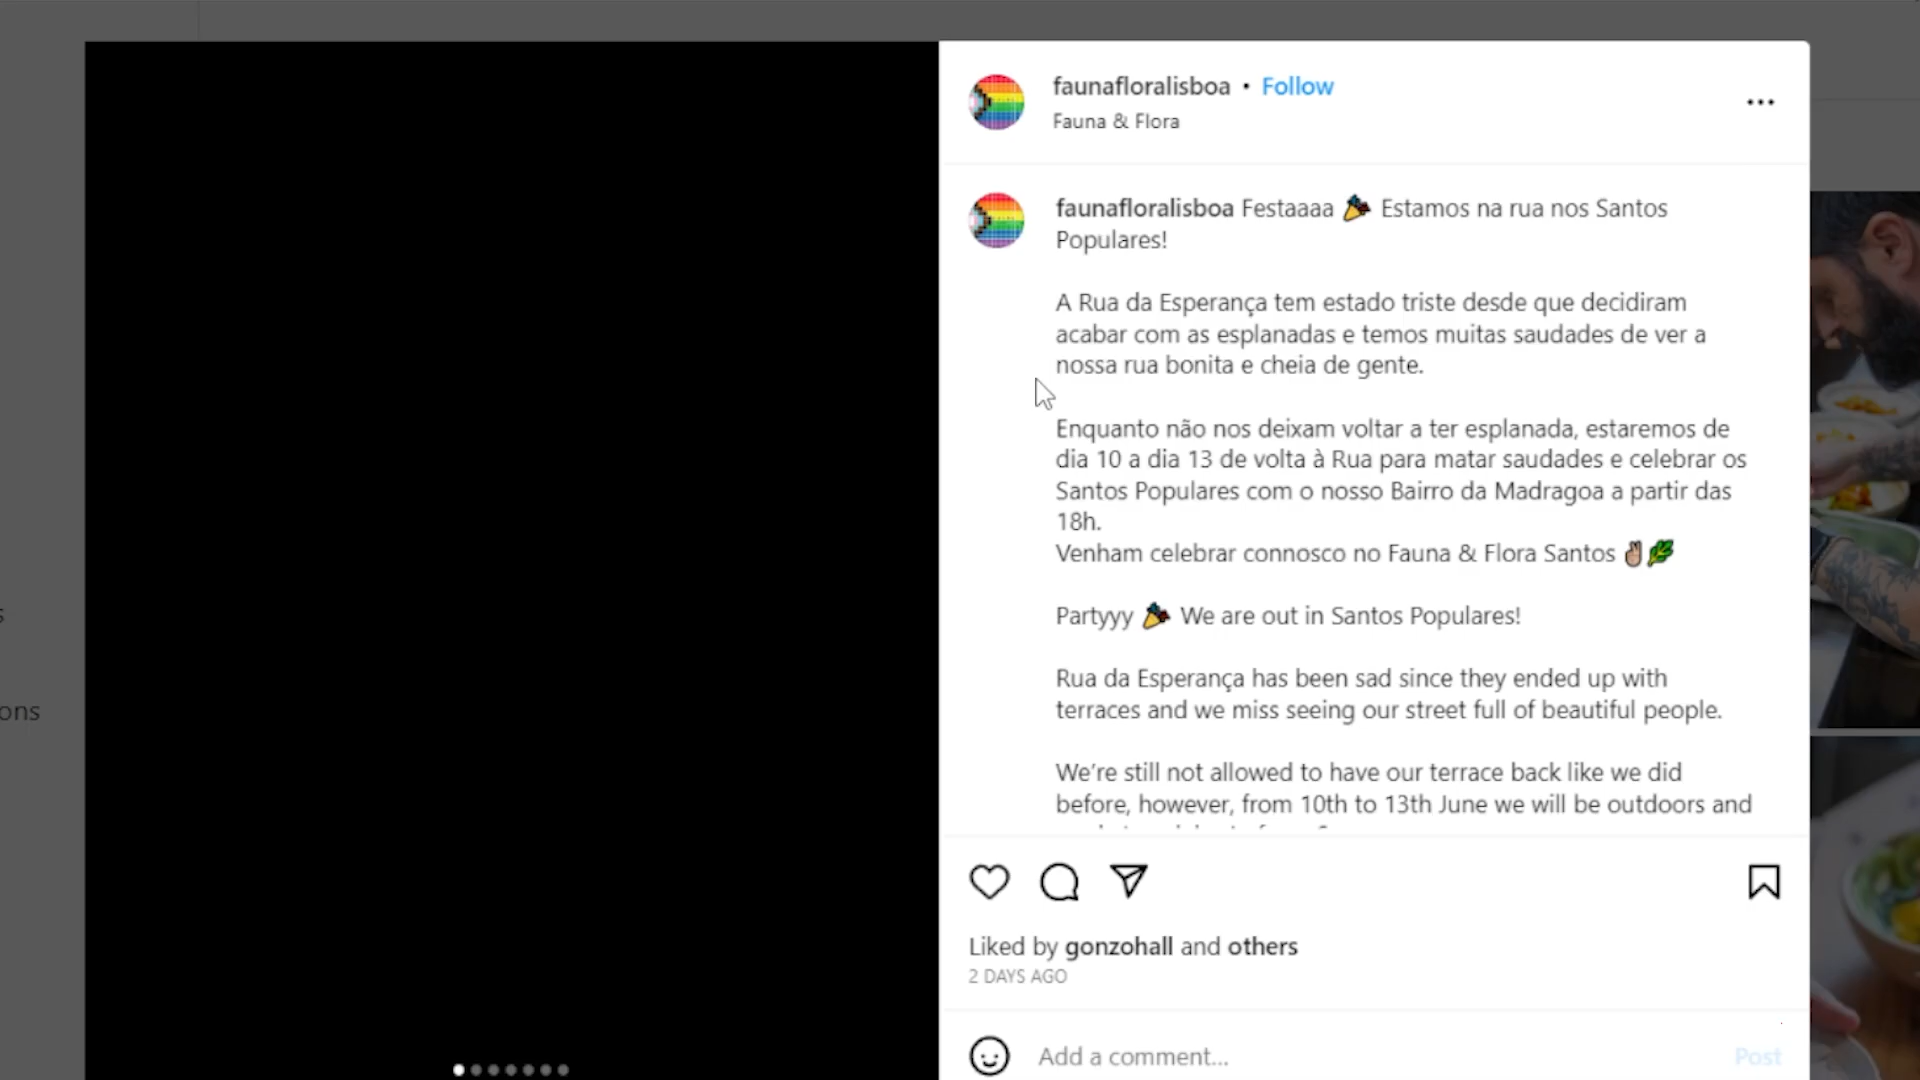 faunafloralisboa • Follow
Fauna & Flora
faunafloralisboa Festaaaa 🎉 Estamos na rua nos Santos
Populares!
A Rua da Esperança tem estado triste desde que decidiram
acabar com as esplanadas e temos muitas saudades de ver a
nossa rua bonita e cheia de gente.
Enquanto não nos deixam voltar a ter esplanada, estaremos de
dia 10 a dia 13 de volta à Rua para matar saudades e celebrar os
Santos Populares com o nosso Bairro da Madragoa a partir das
18h.
Venham celebrar connosco no Fauna & Flora Santos ✌🏼🌿
Partyyy 🎉 We are out in Santos Populares!
Rua da Esperança has been sad since they ended up with
terraces and we miss seeing our street full of beautiful people.
ons
We’re still not allowed to have our terrace back like we did
before, however, from 10th to 13th June we will be outdoors and
Liked by gonzohall and others
2 DAYS AGO
Add a comment...
Post